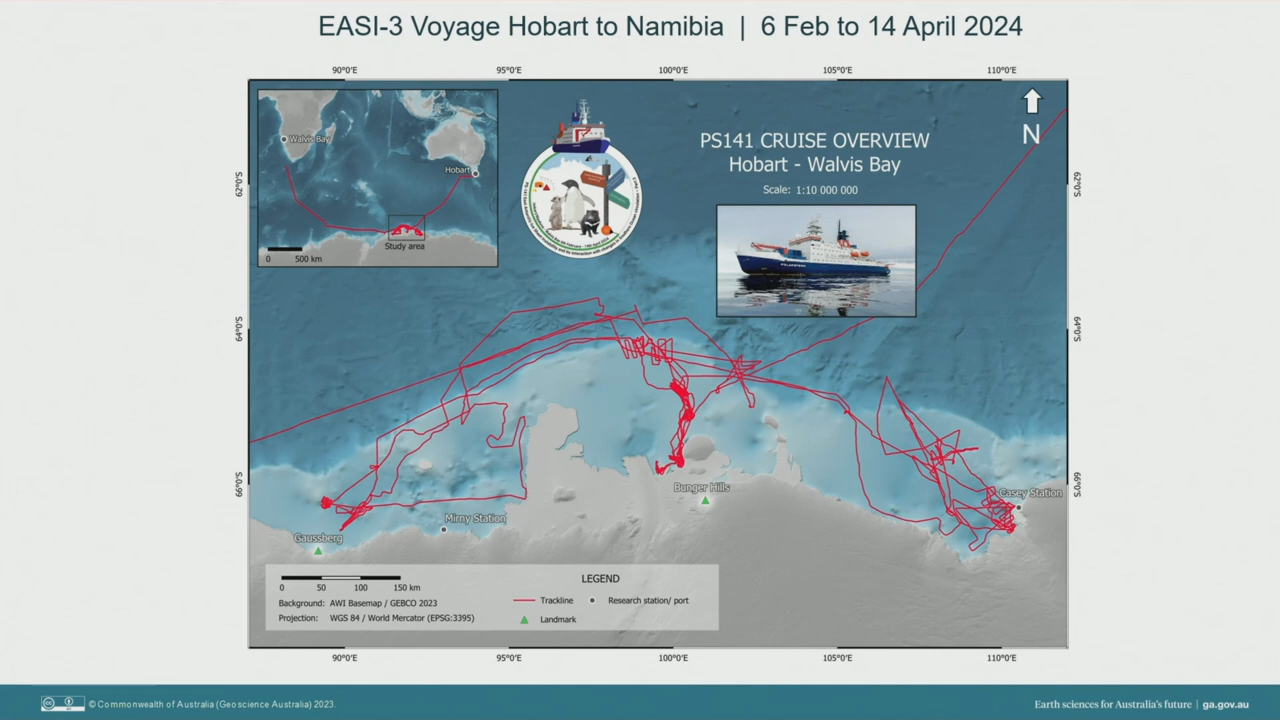 EASI-3 Voyage Hobart to Namibia | 6 Feb to 14 April 2024
90°0'E 95°0'E 100°0'E 105°0'E 110°0'E
Walvis Bay
Hobart
Study area
0 500 km
PS141 CRUISE OVERVIEW
Hobart - Walvis Bay
Scale: 1:10 000 000
N
62°0'S 62°0'S
64°0'S 64°0'S
66°0'S 66°0'S
Bunger Hills
Casey Station
Mirny Station
Gaussberg
0 50 100 150 km
Background: AWI Basemap / GEBCO 2023
Projection: WGS 84 / World Mercator (EPSG:3395)
LEGEND
Trackline
Research station/ port
Landmark
90°0'E 95°0'E 100°0'E 105°0'E 110°0'E
© Commonwealth of Australia (Geoscience Australia) 2023.
Earth sciences for Australia's future | ga.gov.au